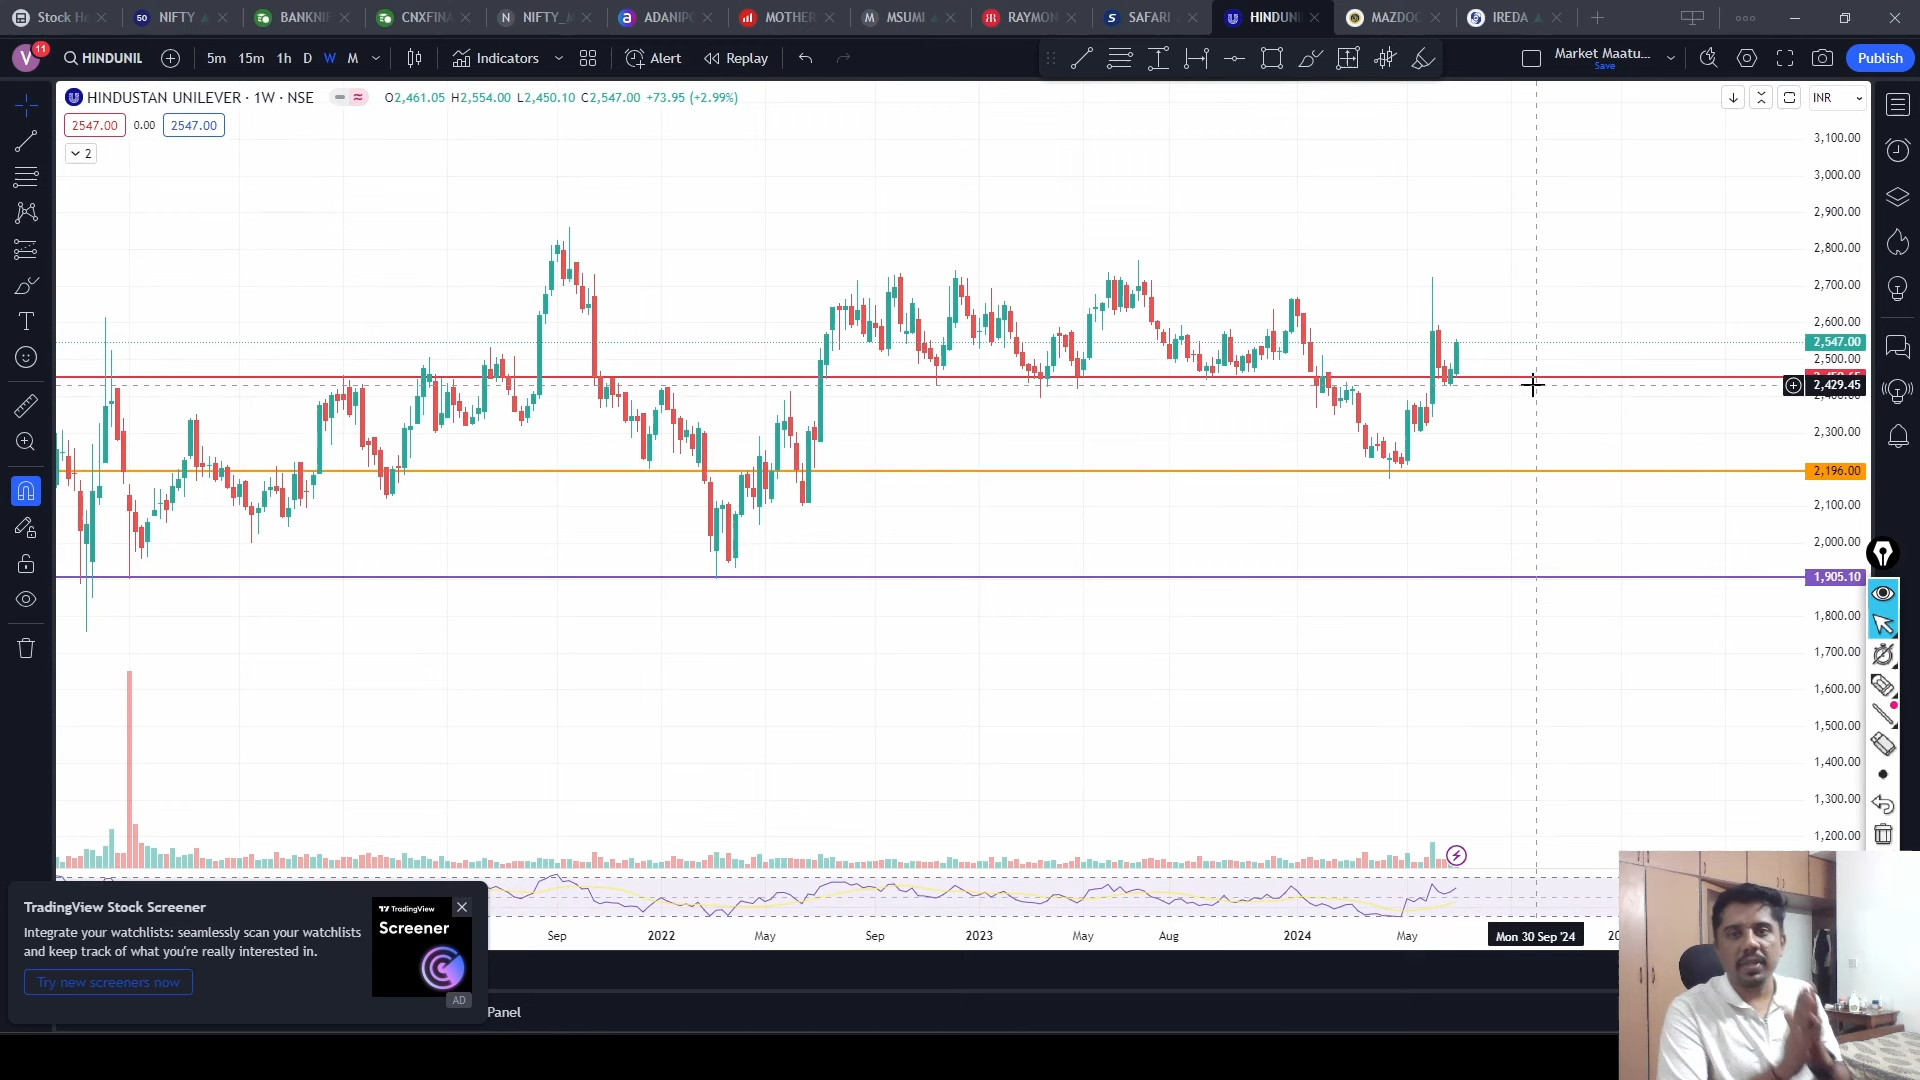 Stock H
50 NIFTY
BANKNIF
CNXFINA
N NIFTY_M
a ADANIPO
MOTHER
M MSUMI
RAYMON
S SAFARI
HINDUNI
MAZDOC
IREDA
V 11
HINDUNIL
5m 15m 1h D W M
Indicators
Alert
Replay
Market Maatu...
Save
Publish
HINDUSTAN UNILEVER · 1W · NSE O2,461.05 H2,554.00 L2,450.10 C2,547.00 +73.95 (+2.99%)
INR
2547.00 0.00 2547.00
2
3,100.00
3,000.00
2,900.00
2,800.00
2,700.00
2,600.00
2,547.00
2,500.00
2,429.45
2,300.00
2,196.00
2,100.00
2,000.00
1,905.10
1,800.00
1,700.00
1,600.00
1,500.00
1,400.00
1,300.00
1,200.00
Sep 2022 May Sep 2023 May Aug 2024 May Mon 30 Sep '24
TradingView Stock Screener
Integrate your watchlists: seamlessly scan your watchlists
and keep track of what you're really interested in.
Try new screeners now
TradingView
Screener
AD
Panel